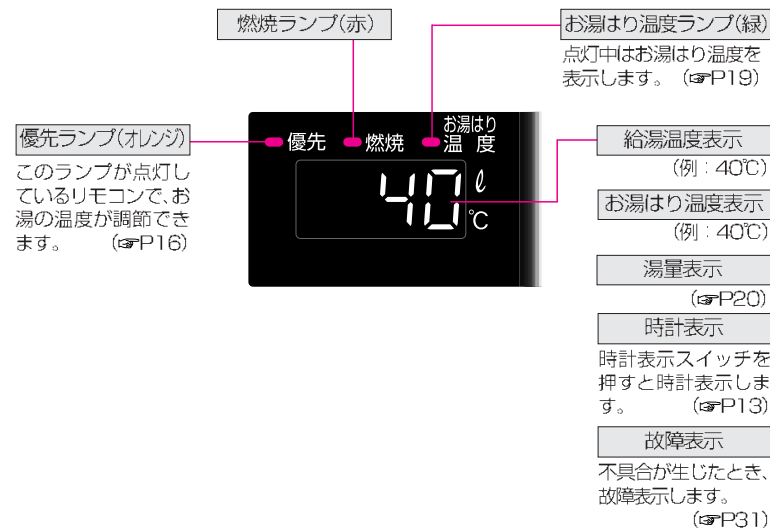 燃焼ランプ(赤)
お湯はり温度ランプ(緑)
点灯中はお湯はり温度を
表示します。 (☞P19)
優先ランプ(オレンジ)
このランプが点灯し
ているリモコンで、お
湯の温度が調節でき
ます。 (☞P16)
優先 燃焼 お湯はり
温 度
40 ℓ
℃
給湯温度表示
(例:40℃)
お湯はり温度表示
(例:40℃)
湯量表示
(☞P20)
時計表示
時計表示スイッチを
押すと時計表示しま
す。 (☞P13)
故障表示
不具合が生じたとき、
故障表示します。
(☞P31)